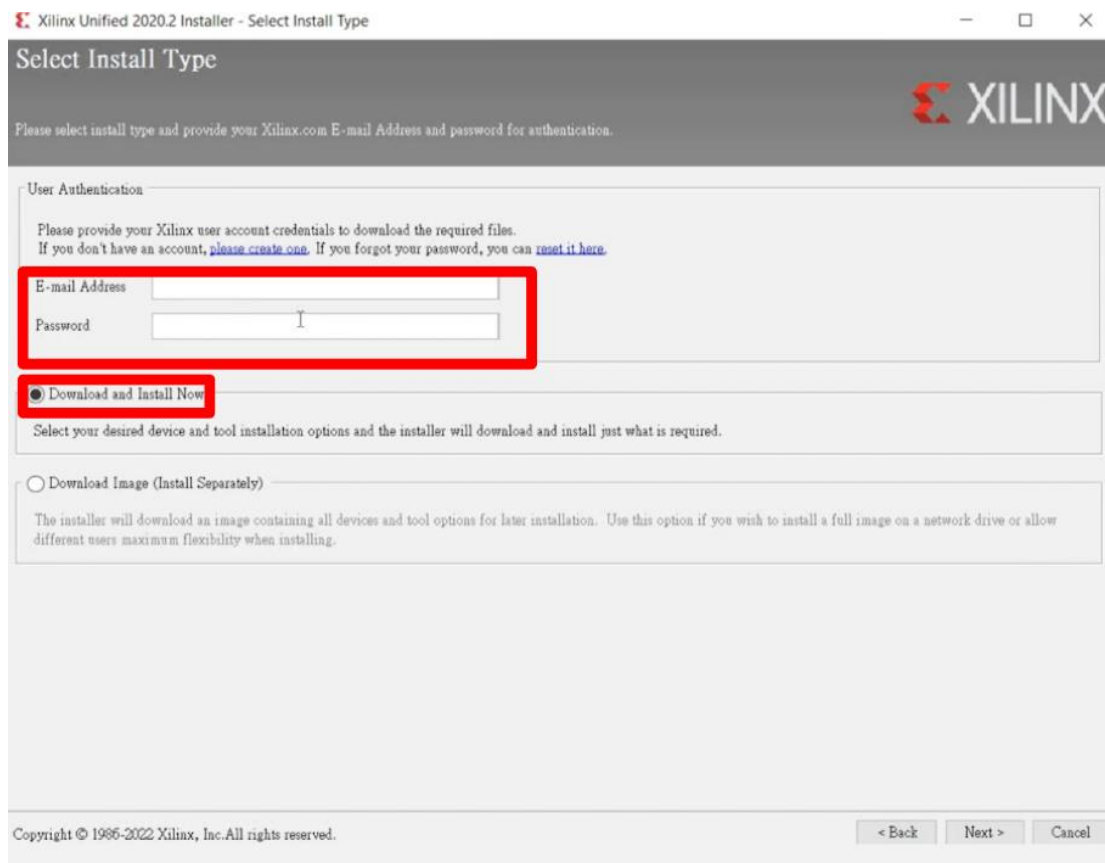 Xilinx Unified 2020.2 Installer - Select Install Type
Select Install Type
XILINX
Please select install type and provide your Xilinx.com E-mail Address and password for authentication.
User Authentication
Please provide your Xilinx user account credentials to download the required files.
If you don't have an account, please create one. If you forgot your password, you can reset it here.
E-mail Address
Password
Download and Install Now
Select your desired device and tool installation options and the installer will download and install just what is required.
Download Image (Install Separately)
The installer will download an image containing all devices and tool options for later installation. Use this option if you wish to install a full image on a network drive or allow
different users maximum flexibility when installing.
Copyright © 1986-2022 Xilinx, Inc.All rights reserved.
< Back Next > Cancel